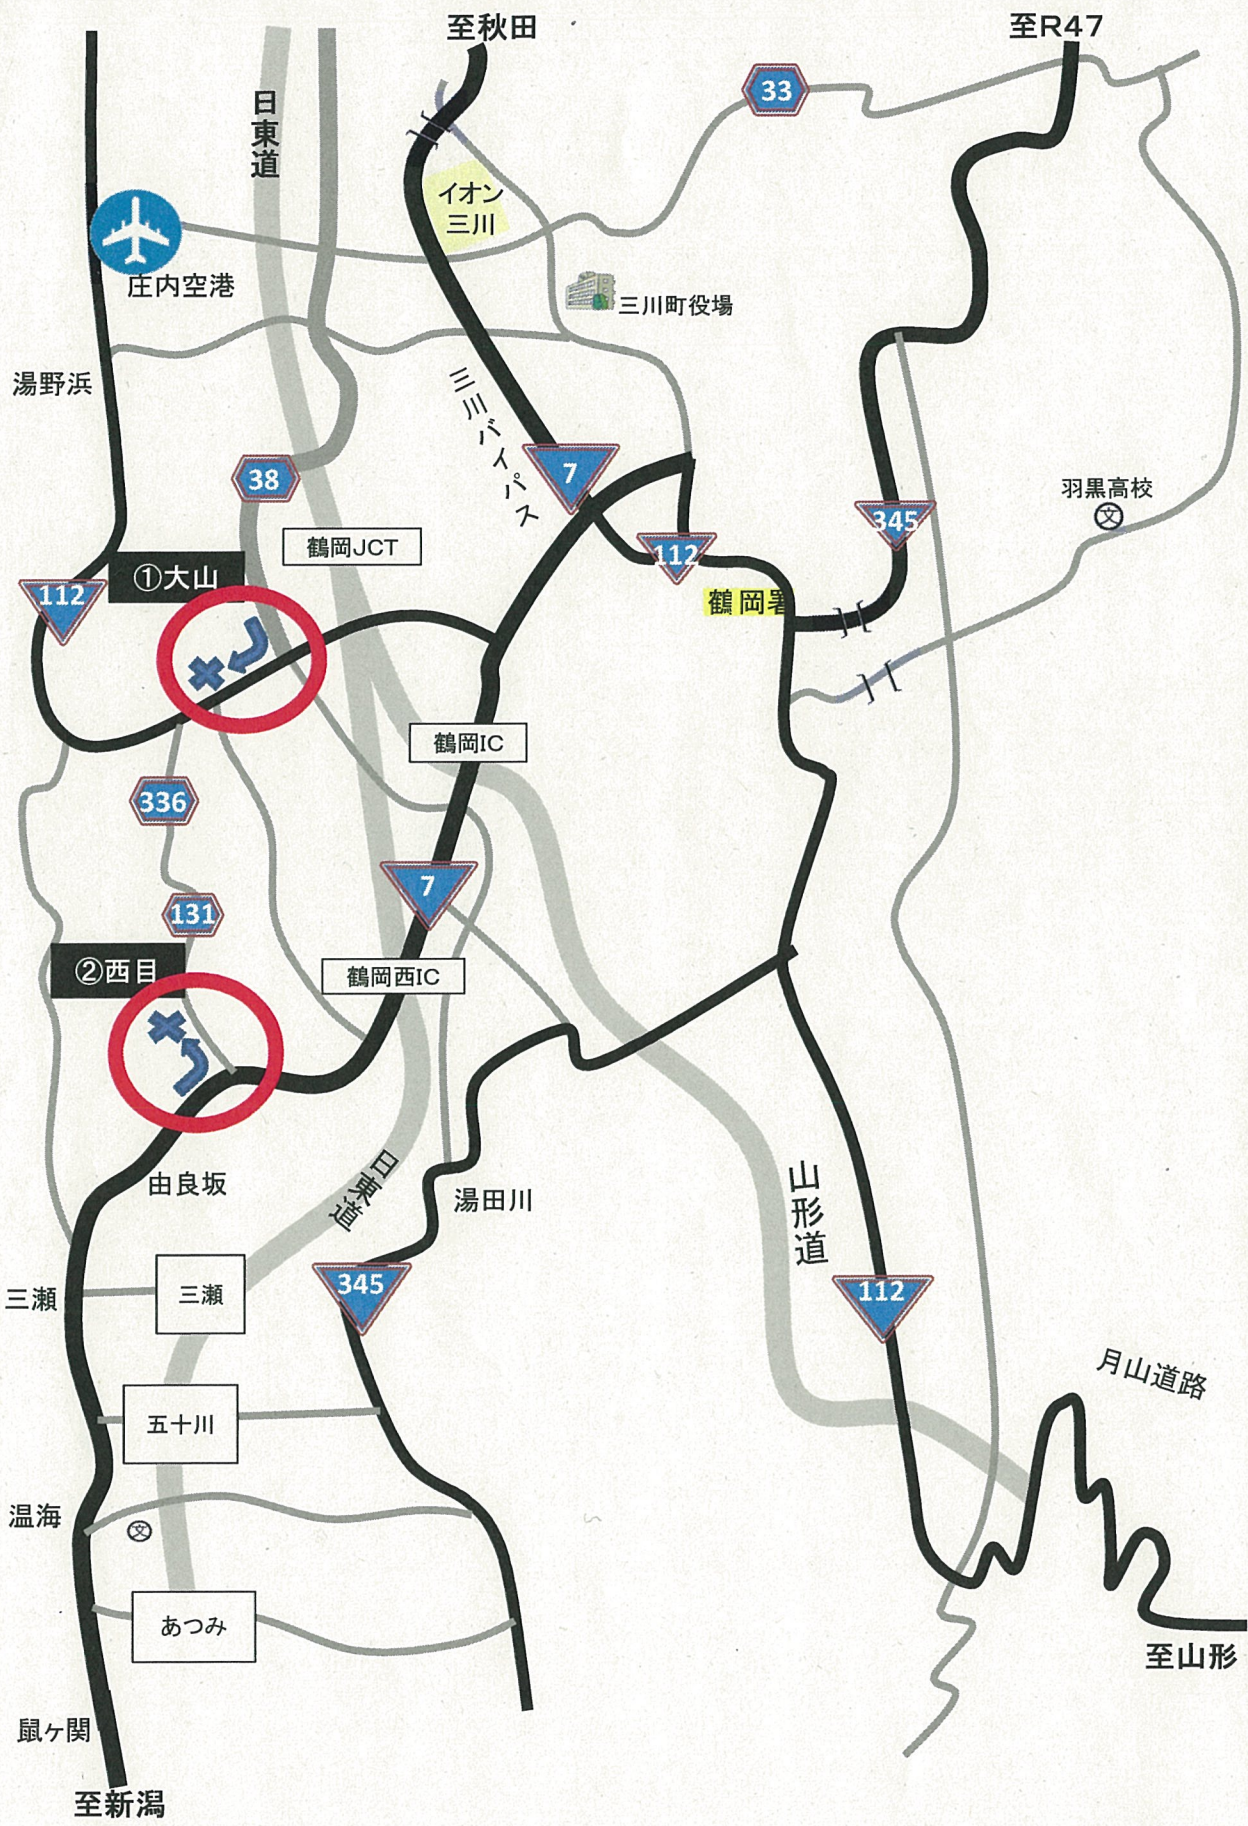 至秋田
至R47
33
日東道
イオン
三川
庄内空港
三川町役場
湯野浜
三川バイパス
7
38
羽黒高校
文
345
鶴岡JCT
112
①大山
112
鶴岡署
鶴岡IC
336
7
131
②西目
鶴岡西IC
由良坂
日東道
湯田川
山形道
三瀬
三瀬
345
112
月山道路
五十川
温海
文
あつみ
至山形
鼠ヶ関
至新潟